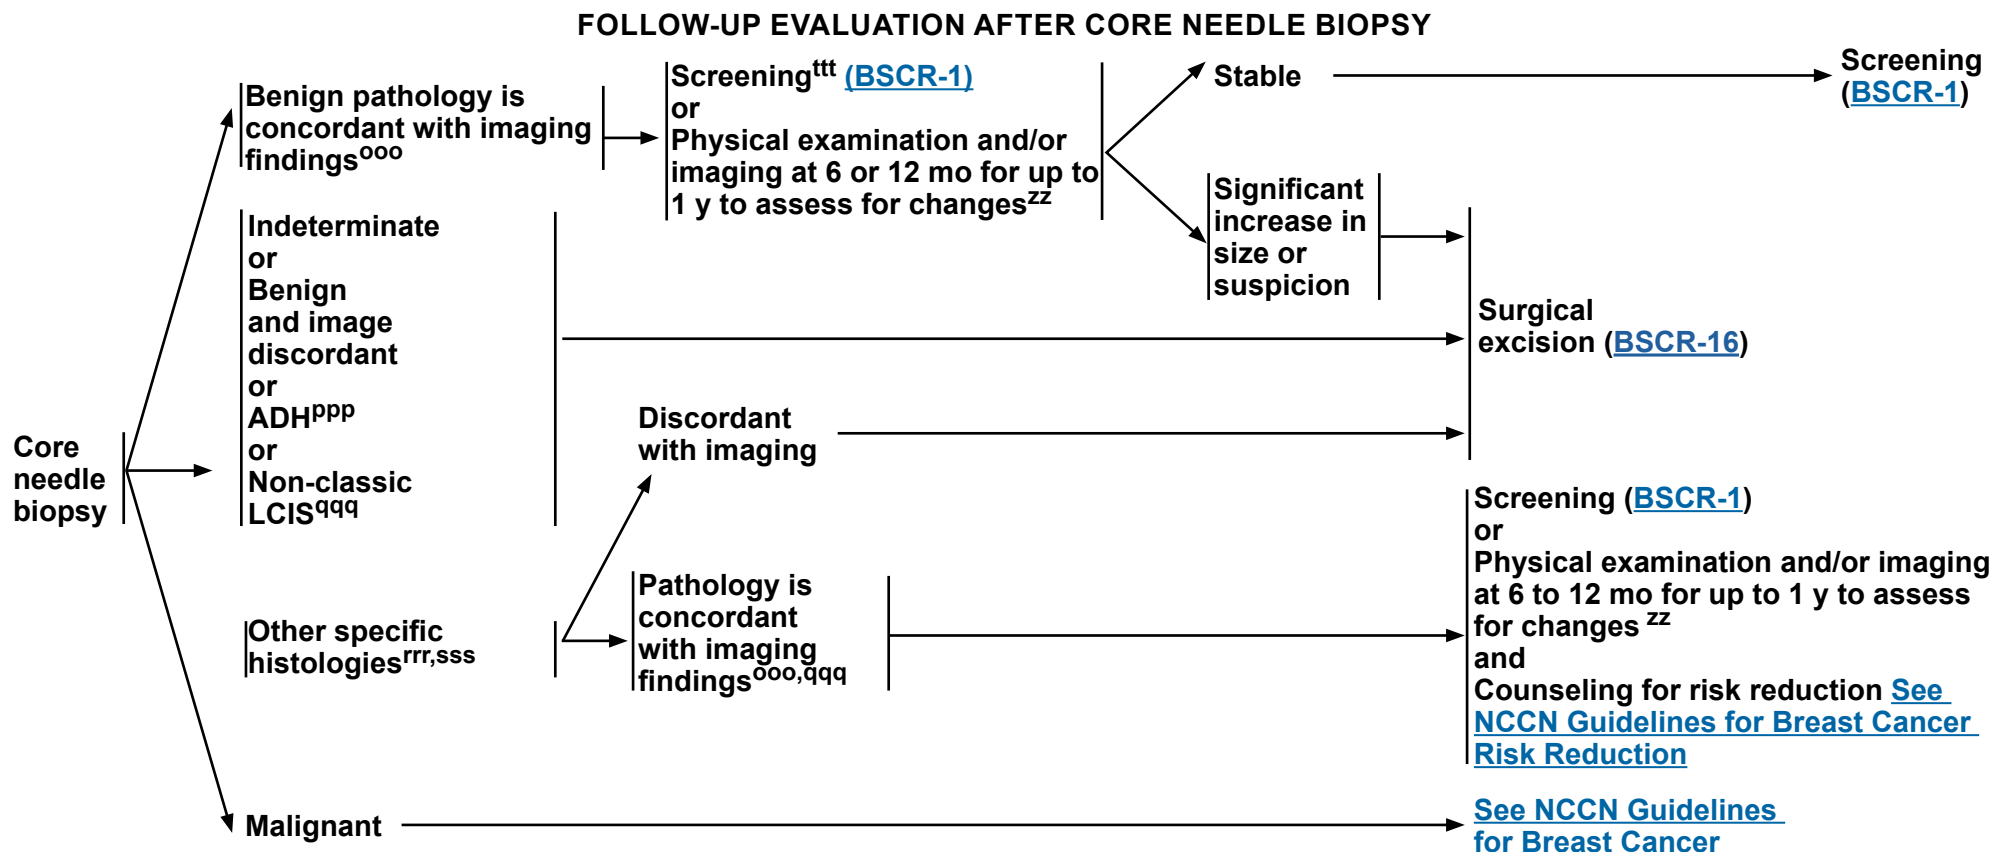 FOLLOW-UP EVALUATION AFTER CORE NEEDLE BIOPSY
Core
needle
biopsy
Benign pathology is
concordant with imaging
findingsooo
Screeningttt (BSCR-1)
or
Physical examination and/or
imaging at 6 or 12 mo for up to
1 y to assess for changeszz
Stable
Screening
(BSCR-1)
Significant
increase in
size or
suspicion
Indeterminate
or
Benign
and image
discordant
or
ADHppp
or
Non-classic
LCISqqq
Surgical
excision (BSCR-16)
Other specific
histologiesrrr,sss
Discordant
with imaging
Pathology is
concordant
with imaging
findingsooo,qqq
Screening (BSCR-1)
or
Physical examination and/or imaging
at 6 to 12 mo for up to 1 y to assess
for changes zz
and
Counseling for risk reduction See
NCCN Guidelines for Breast Cancer
Risk Reduction
Malignant
See NCCN Guidelines
for Breast Cancer